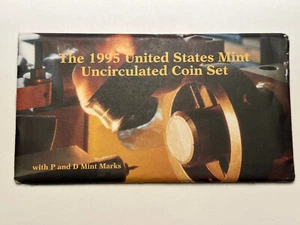 The 1995 United States Mint
Uncirculated Coin Set
with P and D Mint Marks